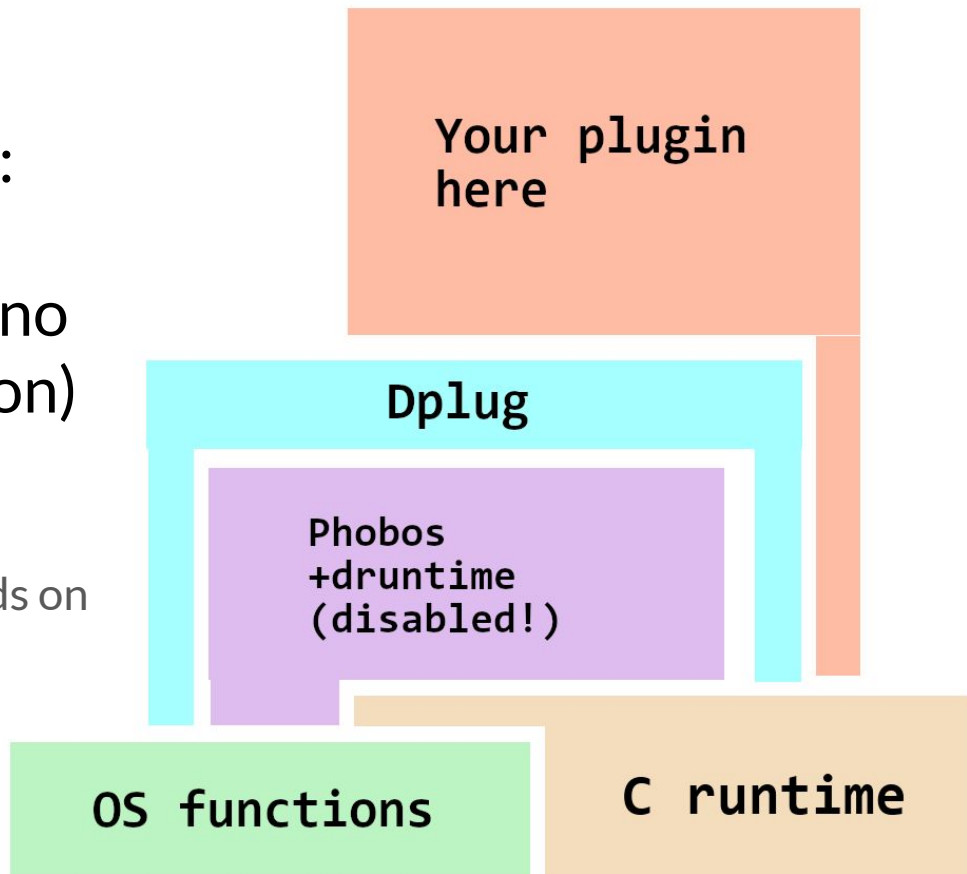 :
no
on)
ds on
Your plugin
here
Dplug
Phobos
+druntime
(disabled!)
OS functions
C runtime